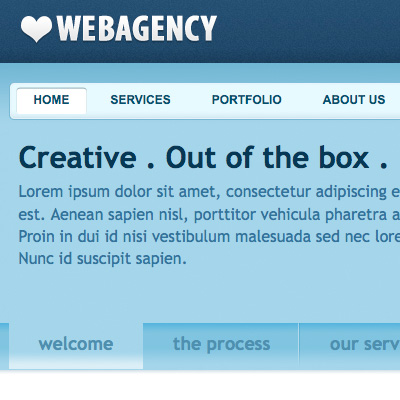 WEBAGENCY
HOME SERVICES PORTFOLIO ABOUT US
Creative . Out of the box .
Lorem ipsum dolor sit amet, consectetur adipiscing e
est. Aenean sapien nisl, porttitor vehicula pharetra a
Proin in dui id nisi vestibulum malesuada sed nec lore
Nunc id suscipit sapien.
welcome the process our serv